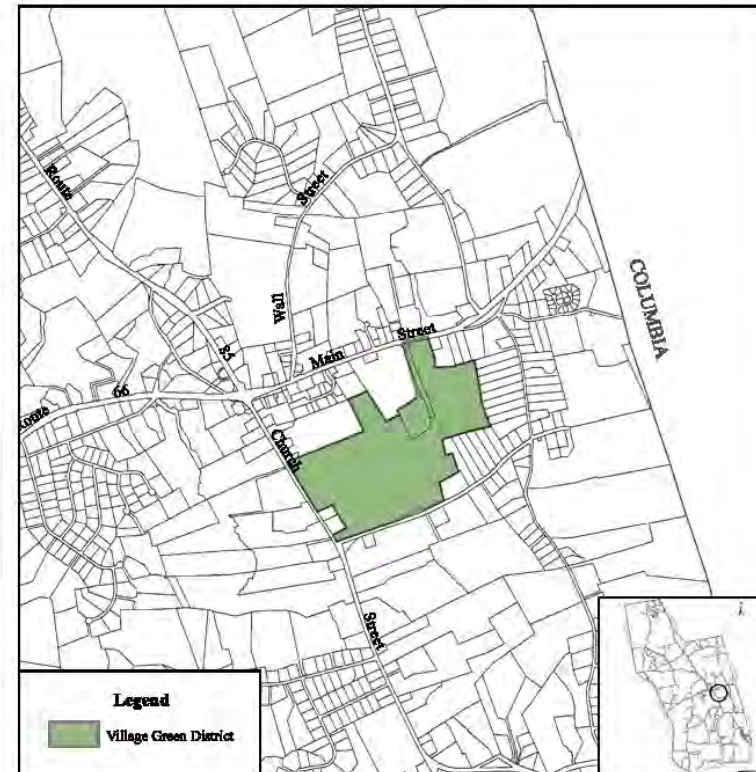 Route
Street
Wall
85
Main
Street
COLUMBIA
Route
66
Church
Street
Legend
Village Green District